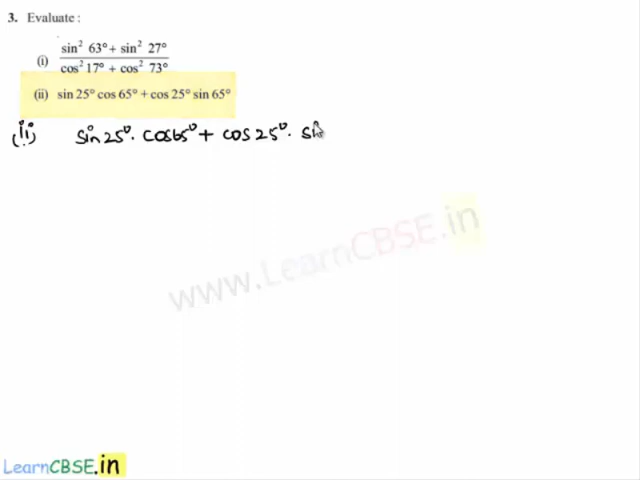 3. Evaluate :
(i) sin² 63° + sin² 27° / cos² 17° + cos² 73°
(ii) sin 25° cos 65° + cos 25° sin 65°
(ii) sin 25°. cos 65° + cos 25°. si
www.LearnCBSE.in
LearnCBSE.in